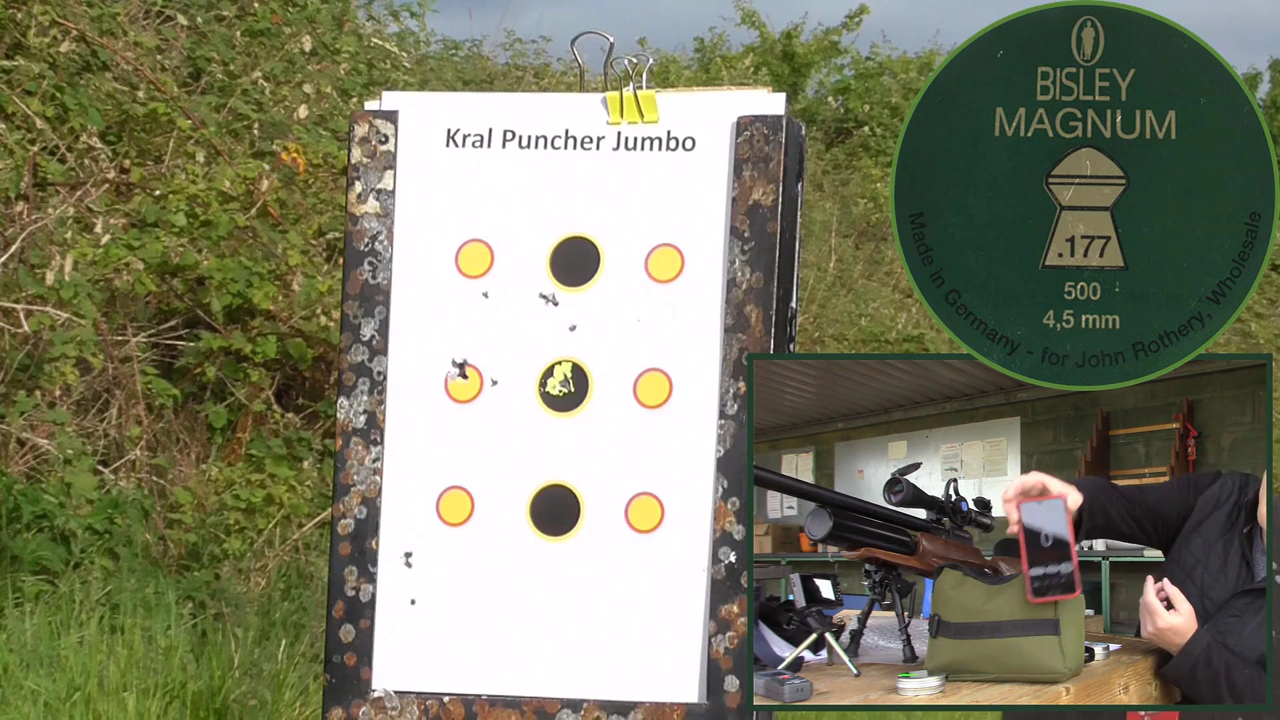 Kral Puncher Jumbo
BISLEY
MAGNUM
.177
500
4,5 mm
Made in Germany - for John Rothery, Wholesale